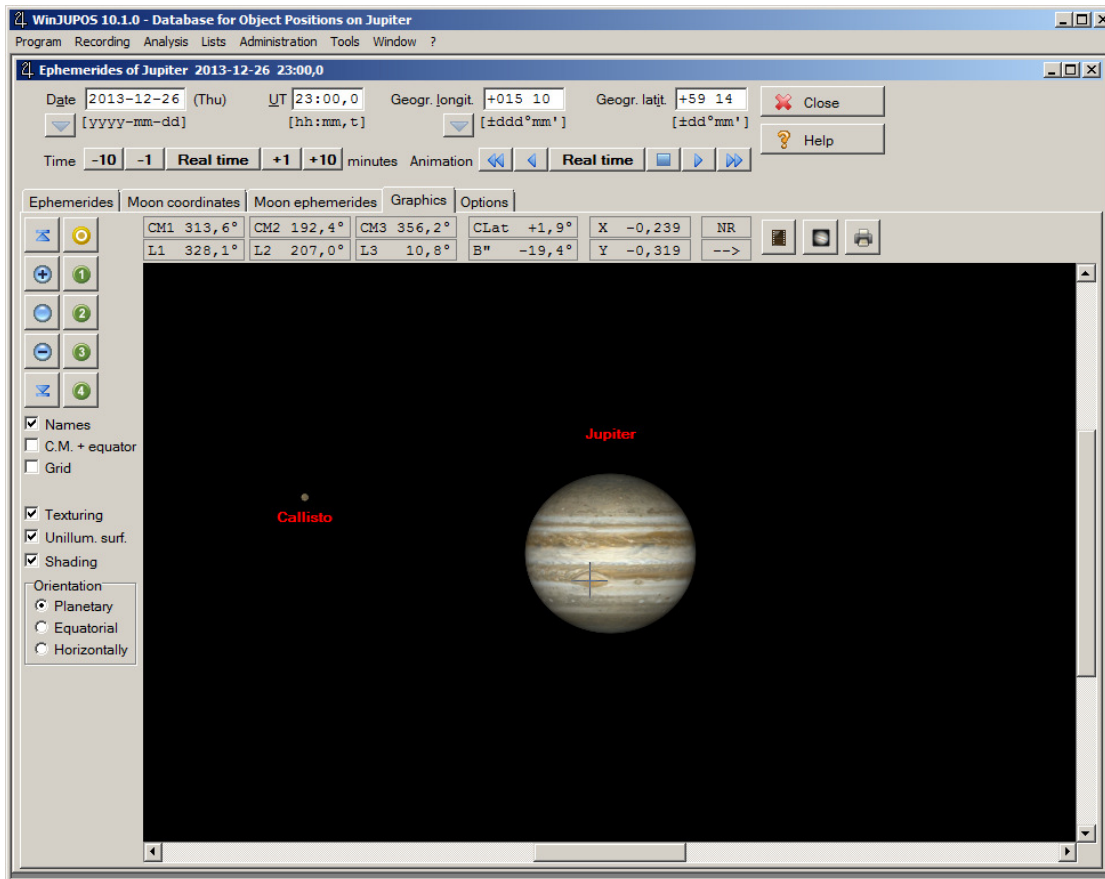 WinJUPOS 10.1.0 - Database for Object Positions on Jupiter
Program Recording Analysis Lists Administration Tools Window ?
Ephemerides of Jupiter 2013-12-26 23:00,0
Date 2013-12-26 (Thu) UT 23:00,0 Geogr. longit. +015 10 Geogr. latit. +59 14 Close
[yyyy-mm-dd] [hh:mm,t] [±ddd°mm'] [±dd°mm'] Help
Time -10 -1 Real time +1 +10 minutes Animation Real time
Ephemerides Moon coordinates Moon ephemerides Graphics Options
CM1 313,6° CM2 192,4° CM3 356,2° CLat +1,9° X -0,239 NR
L1 328,1° L2 207,0° L3 10,8° B" -19,4° Y -0,319 -->
1
2
3
4
Names
C.M. + equator
Grid
Texturing
Unillum. surf.
Shading
Orientation
Planetary
Equatorial
Horizontally
Jupiter
Callisto